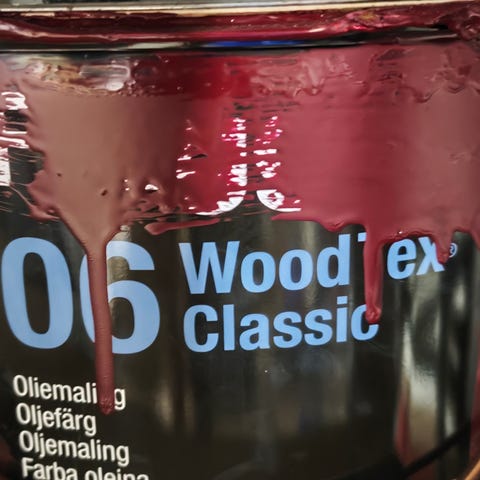 06 WoodTex®
Classic
Oliemaling
Oljefärg
Oljemaling
Farba olejna